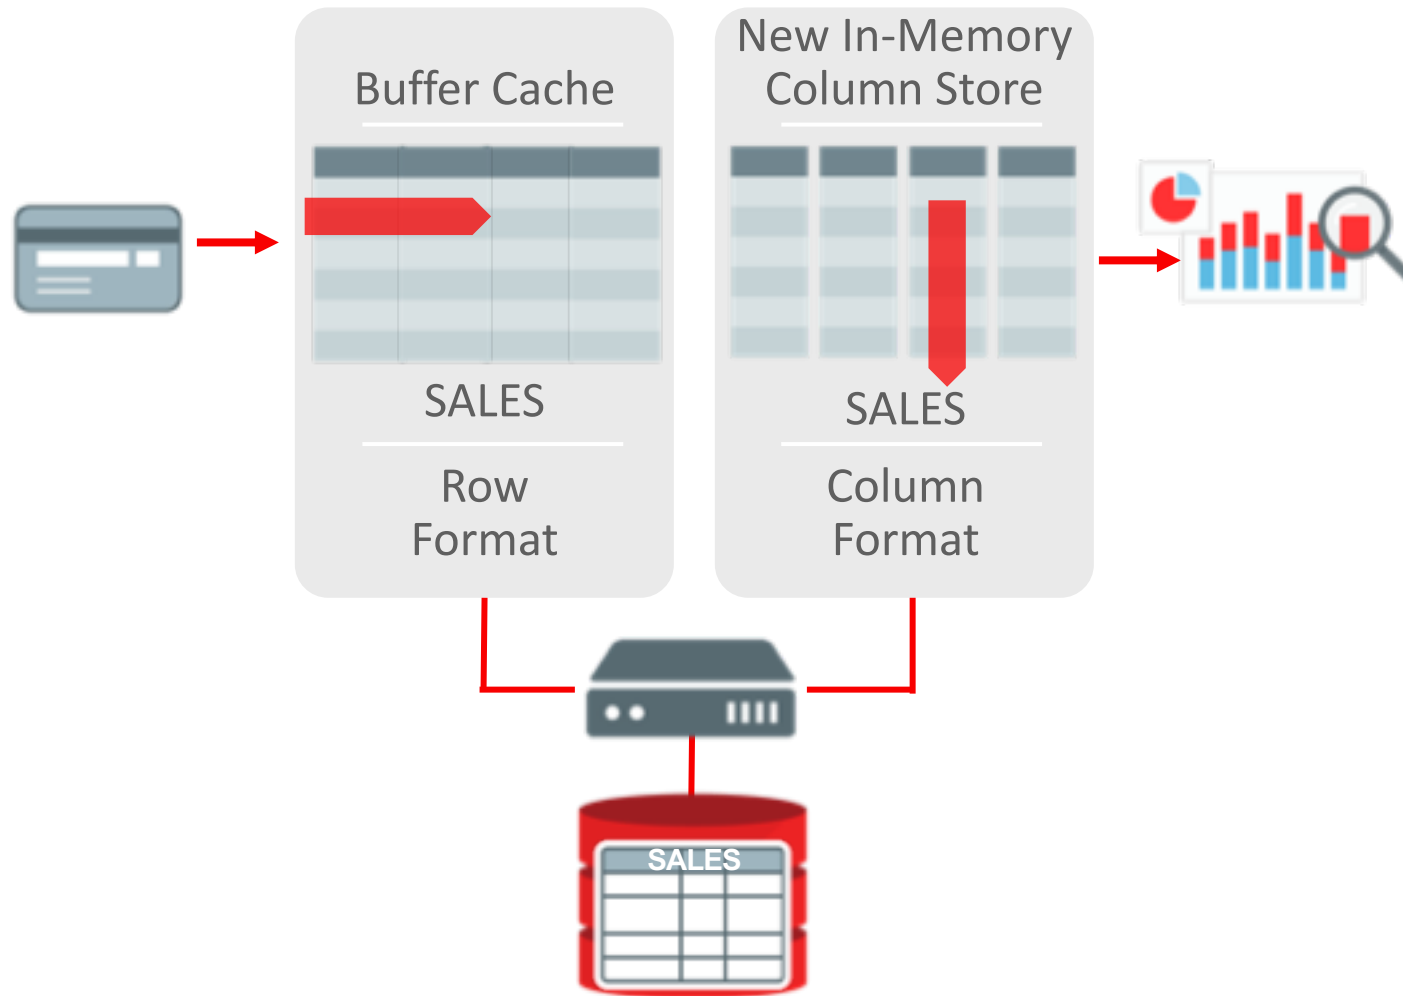 Buffer Cache
SALES
Row
Format
New In-Memory
Column Store
SALES
Column
Format
SALES